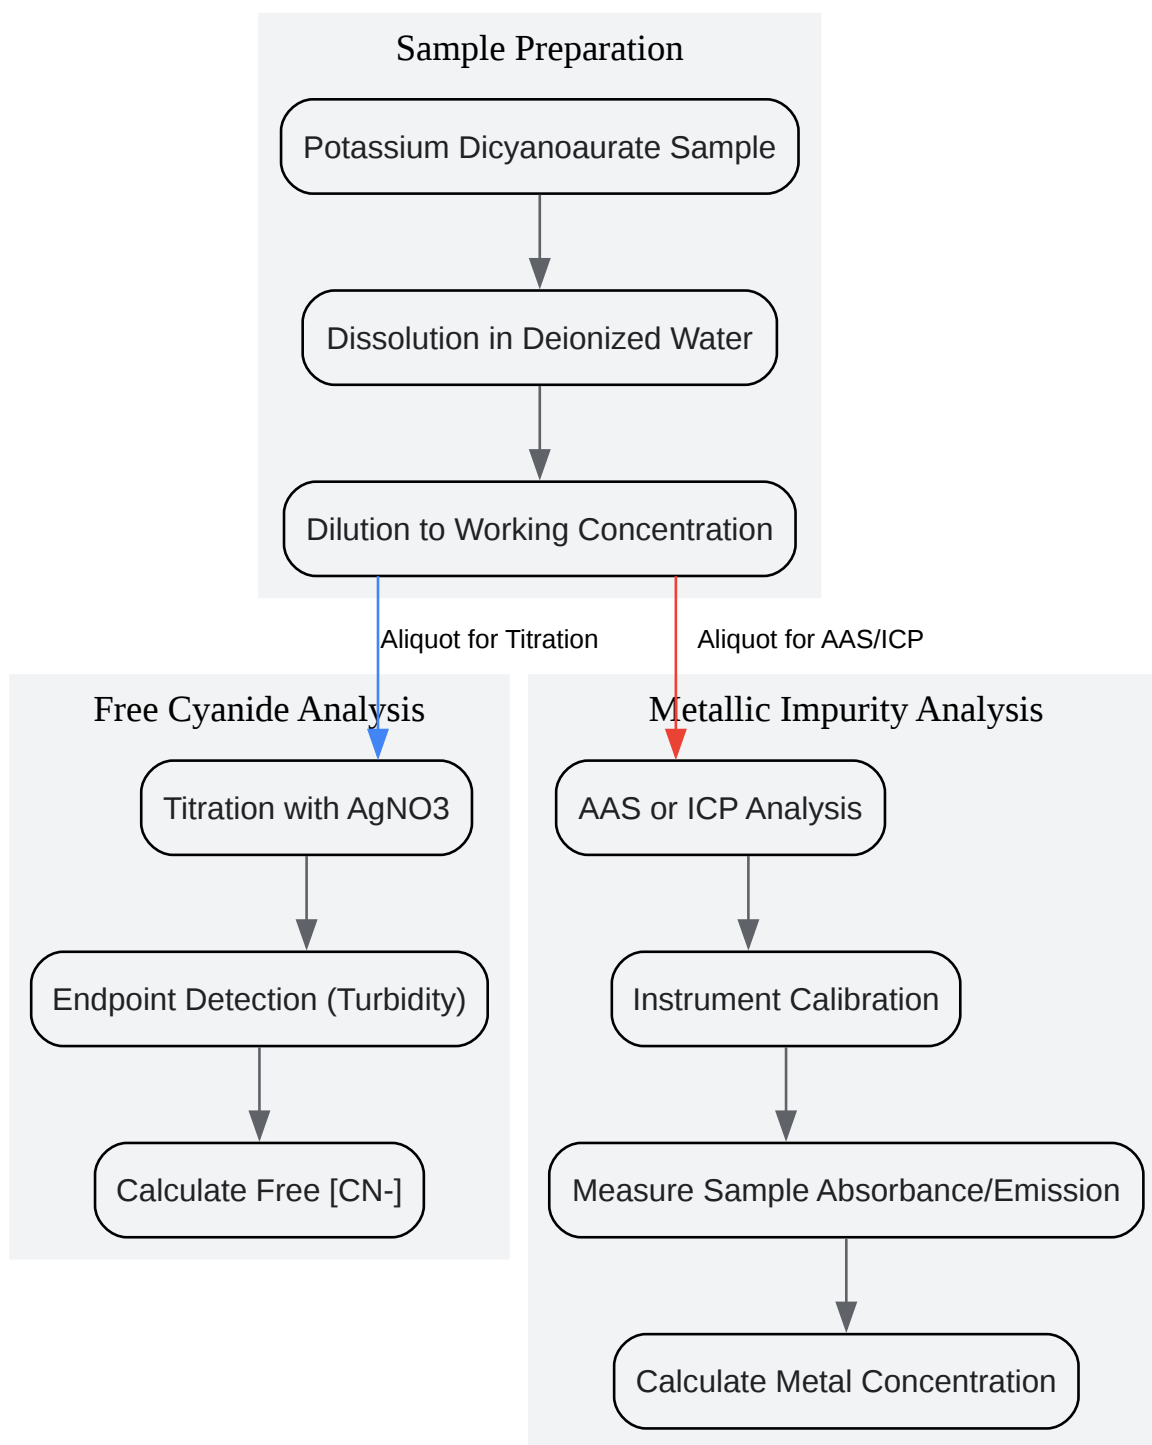 Sample Preparation
Potassium Dicyanoaurate Sample
Dissolution in Deionized Water
Dilution to Working Concentration
Aliquot for Titration
Aliquot for AAS/ICP
Free Cyanide Analysis
Titration with AgNO3
Endpoint Detection (Turbidity)
Calculate Free [CN-]
Metallic Impurity Analysis
AAS or ICP Analysis
Instrument Calibration
Measure Sample Absorbance/Emission
Calculate Metal Concentration